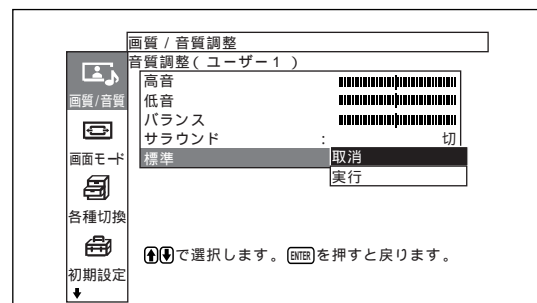 画質/音質調整
音質調整(ユーザー1)
高音
低音
バランス
サラウンド : 切
標準 取消
実行
画質/音質
画面モード
各種切換
初期設定
で選択します。ENTERを押すと戻ります。